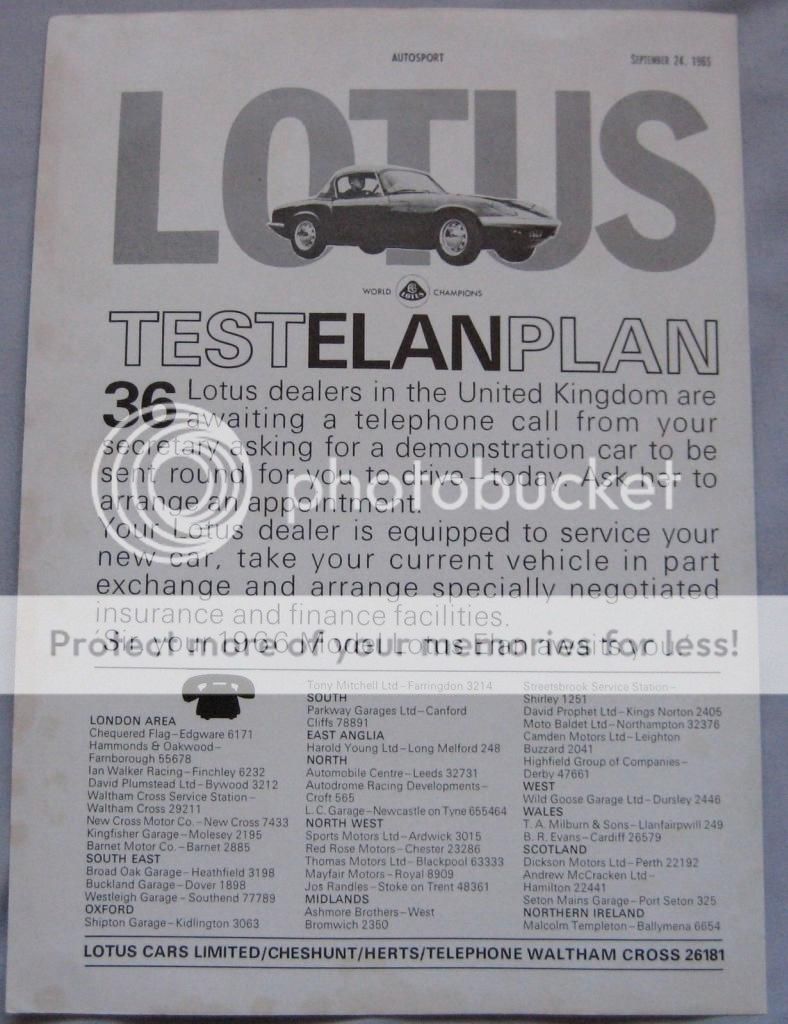 AUTOSPORT
SEPTEMBER 24, 1965
LOTUS
WORLD LOTUS CHAMPIONS
TESTELANPLAN
36 Lotus dealers in the United Kingdom are
awaiting a telephone call from your
secretary asking for a demonstration car to be
sent round for you to drive–today. Ask her to
arrange an appointment.
Your Lotus dealer is equipped to service your
new car, take your current vehicle in part
exchange and arrange specially negotiated
insurance and finance facilities.
'Sir, your 1966 Model Lotus Elan awaits you.'
photobucket
Protect more of your memories for less!
LONDON AREA
Chequered Flag–Edgware 6171
Hammonds & Oakwood–
Farnborough 55678
Ian Walker Racing–Finchley 6232
David Plumstead Ltd–Bywood 3212
Waltham Cross Service Station–
Waltham Cross 29211
New Cross Motor Co.–New Cross 7433
Kingfisher Garage–Molesey 2195
Barnet Motor Co.–Barnet 2885
SOUTH EAST
Broad Oak Garage–Heathfield 3198
Buckland Garage–Dover 1898
Westleigh Garage–Southend 77789
OXFORD
Shipton Garage–Kidlington 3063
Tony Mitchell Ltd–Farringdon 3214
SOUTH
Parkway Garages Ltd–Canford
Cliffs 78891
EAST ANGLIA
Harold Young Ltd–Long Melford 248
NORTH
Automobile Centre–Leeds 32731
Autodrome Racing Developments–
Croft 565
L.C. Garage–Newcastle on Tyne 655464
NORTH WEST
Sports Motors Ltd–Ardwick 3015
Red Rose Motors–Chester 23286
Thomas Motors Ltd–Blackpool 63333
Mayfair Motors–Royal 8909
Jos Randles–Stoke on Trent 48361
MIDLANDS
Ashmore Brothers–West
Bromwich 2350
Streetsbrook Service Station–
Shirley 1251
David Prophet Ltd–Kings Norton 2405
Moto Baldet Ltd–Northampton 32376
Camden Motors Ltd–Leighton
Buzzard 2041
Highfield Group of Companies–
Derby 47661
WEST
Wild Goose Garage Ltd–Dursley 2446
WALES
T. A. Milburn & Sons–Llanfairpwll 249
B. R. Evans–Cardiff 26579
SCOTLAND
Dickson Motors Ltd–Perth 22192
Andrew McCracken Ltd–
Hamilton 22441
Seton Mains Garage–Port Seton 325
NORTHERN IRELAND
Malcolm Templeton–Ballymena 6654
LOTUS CARS LIMITED/CHESHUNT/HERTS/TELEPHONE WALTHAM CROSS 26181